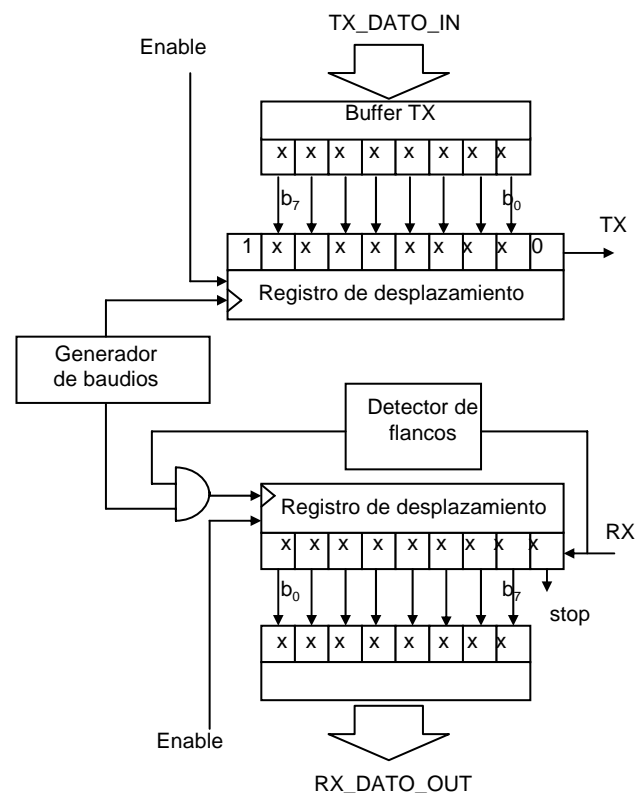 TX_DATO_IN
Enable
Buffer TX
x x x x x x x x
b7
b0
TX
1 x x x x x x x x 0
Registro de desplazamiento
Generador
de baudios
Detector de
flancos
Registro de desplazamiento
RX
x x x x x x x x x
b0
b7
stop
x x x x x x x x
Enable
RX_DATO_OUT